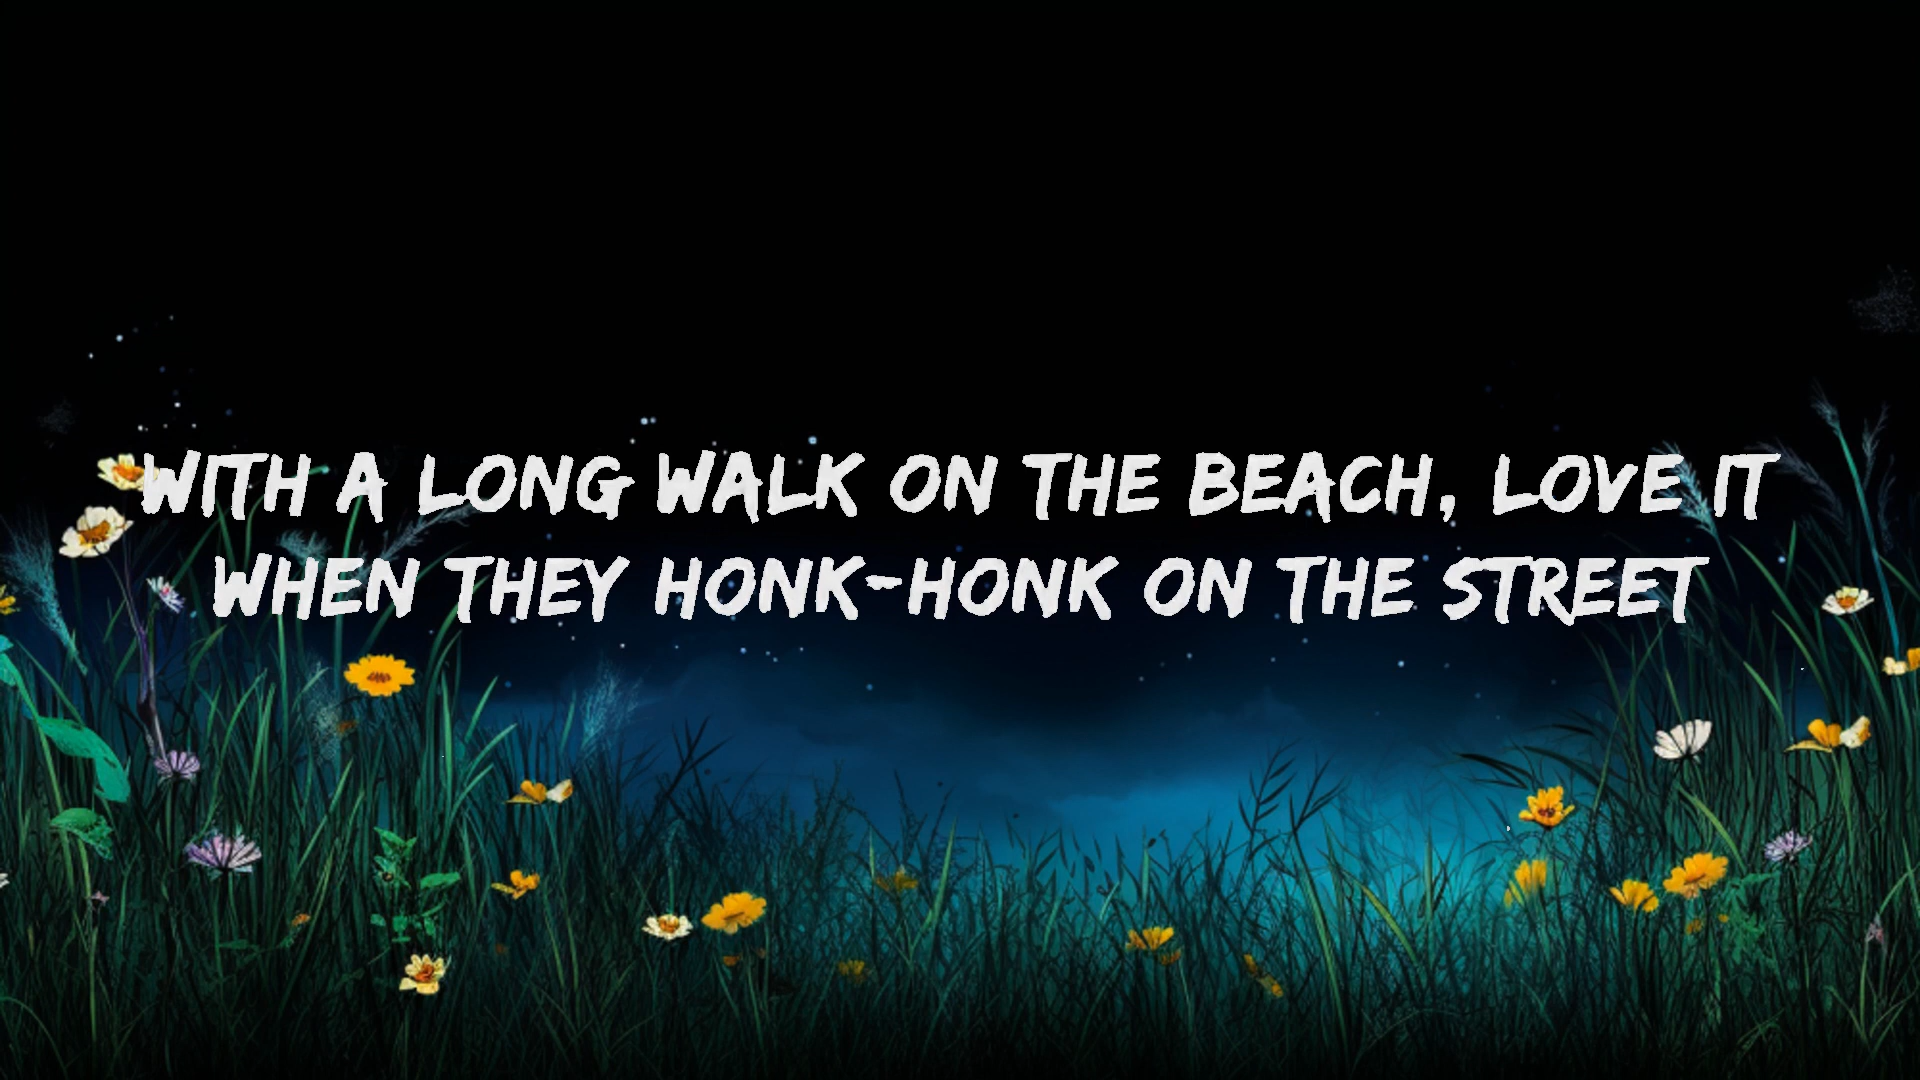 WITH A LONG WALK ON THE BEACH, LOVE IT
WHEN THEY HONK-HONK ON THE STREET